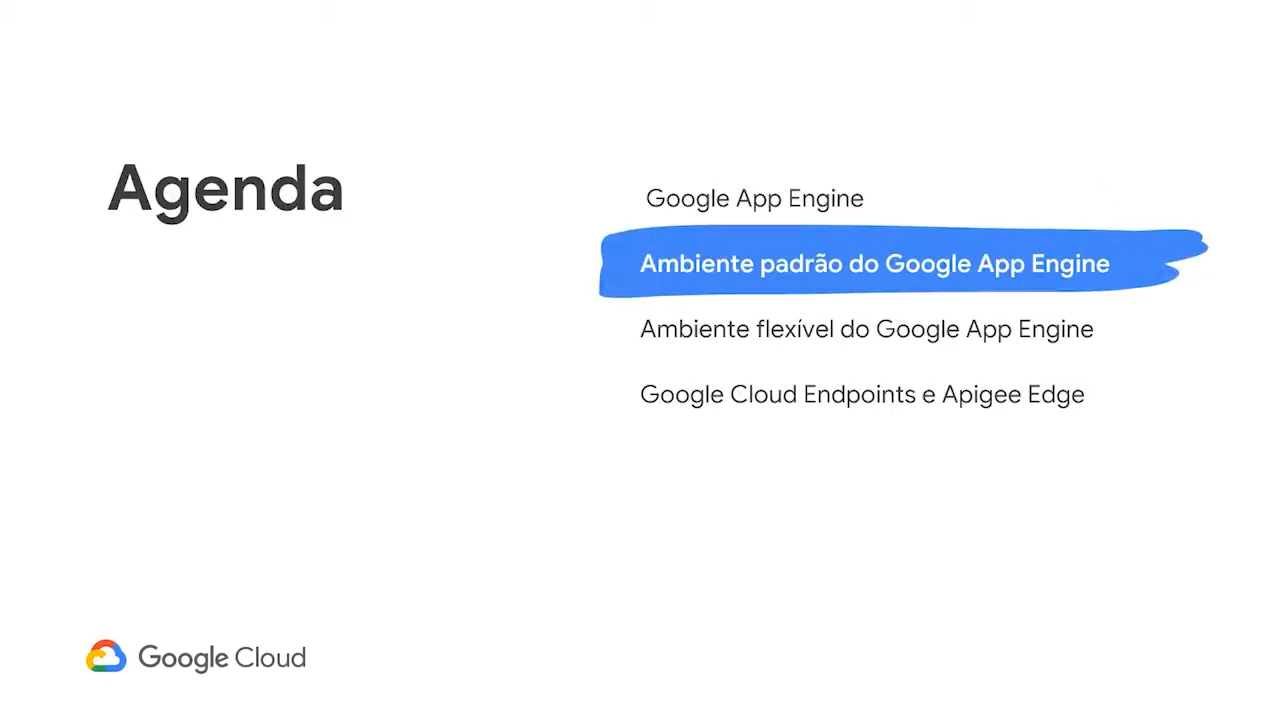 Agenda
Google App Engine
Ambiente padrão do Google App Engine
Ambiente flexível do Google App Engine
Google Cloud Endpoints e Apigee Edge
Google Cloud